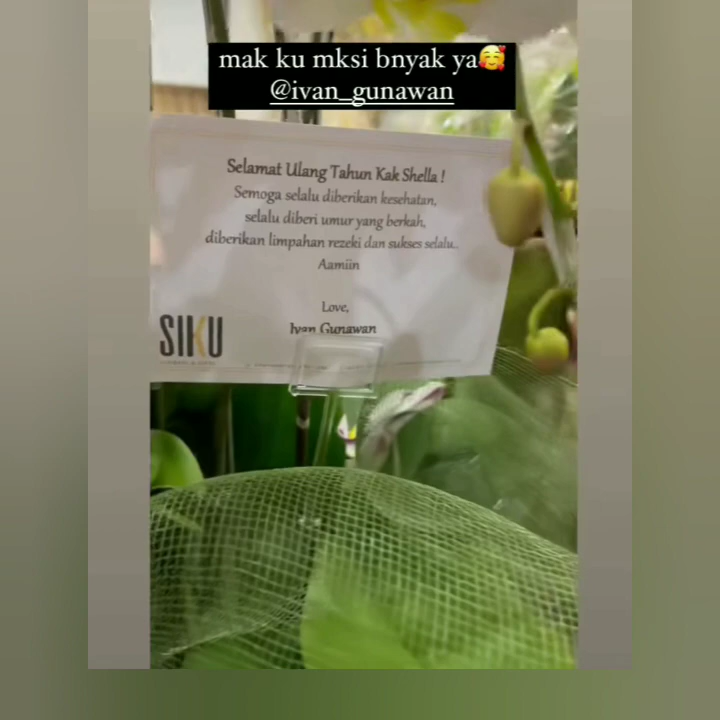 mak ku mksi bnyak ya🥰
@ivan_gunawan
Selamat Ulang Tahun Kak Shella !
Semoga selalu diberikan kesehatan,
selalu diberi umur yang berkah,
diberikan limpahan rezeki dan sukses selalu..
Aamiin
Love,
Ivan Gunawan
SIKU